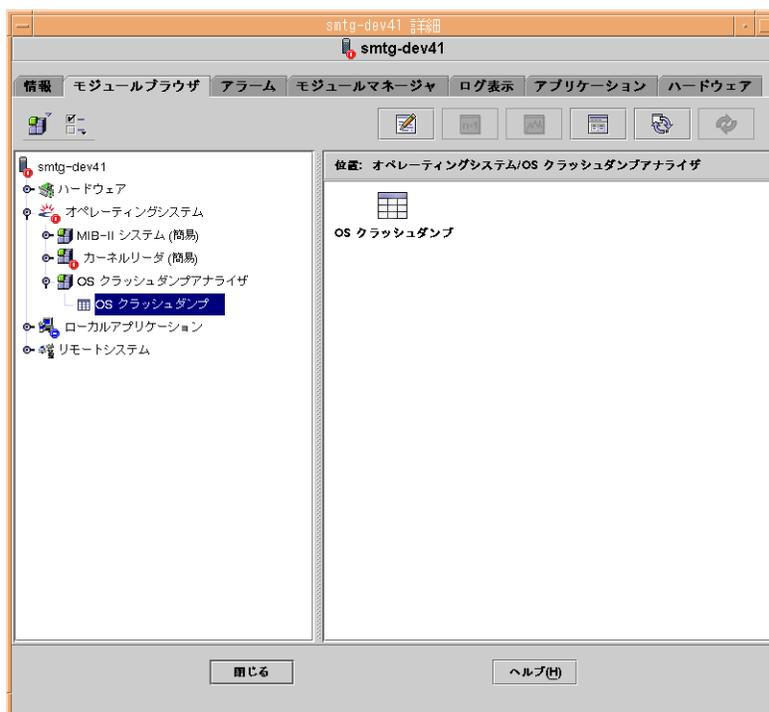 smtg-dev41 詳細
smtg-dev41
情報 モジュールブラウザ アラーム モジュールマネージャ ログ表示 アプリケーション ハードウェア
smtg-dev41
ハードウェア
オペレーティングシステム
MIB-II システム (簡易)
カーネルリーダ (簡易)
OS クラッシュダンプアナライザ
OS クラッシュダンプ
ローカルアプリケーション
リモートシステム
位置: オペレーティングシステム/OS クラッシュダンプアナライザ
OS クラッシュダンプ
閉じる ヘルプ(H)